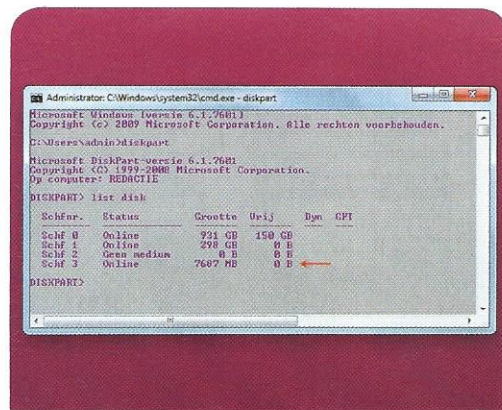 Administrator: C:\Windows\system32\cmd.exe - diskpart
Microsoft Windows [versie 6.1.7601]
Copyright (c) 2009 Microsoft Corporation. Alle rechten voorbehouden.
C:\Users\admin>diskpart
Microsoft DiskPart-versie 6.1.7601
Copyright (C) 1999-2008 Microsoft Corporation.
Op computer: REDACTIE
DISKPART> list disk
Schfnr. Status Grootte Vrij Dyn GPT
Schf 0 Online 931 GB 150 GB
Schf 1 Online 298 GB 0 B
Schf 2 Geen medium 0 B 0 B
Schf 3 Online 7687 MB 0 B
DISKPART>